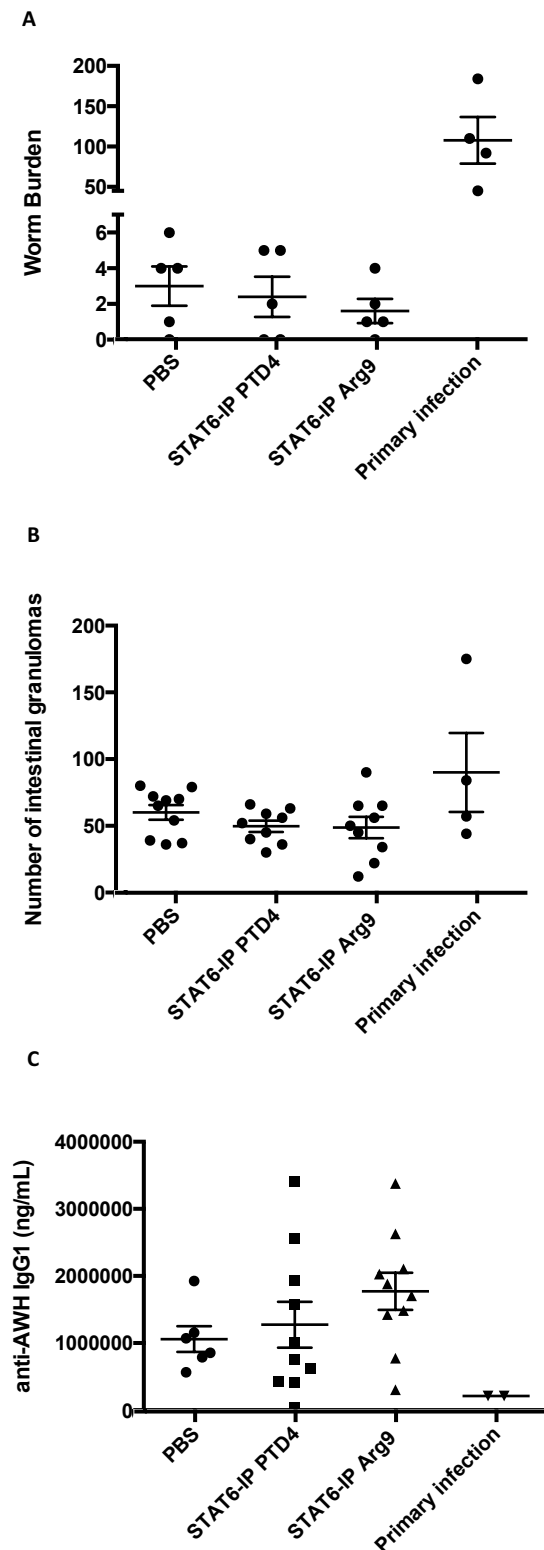 A
Worm Burden
200
150
100
50
6
4
2
0
PBS
STAT6-IP PTD4
STAT6-IP Arg9
Primary infection
B
Number of intestinal granulomas
200
150
100
50
0
PBS
STAT6-IP PTD4
STAT6-IP Arg9
Primary infection
C
anti-AWH IgG1 (ng/mL)
4000000
3000000
2000000
1000000
0
PBS
STAT6-IP PTD4
STAT6-IP Arg9
Primary infection